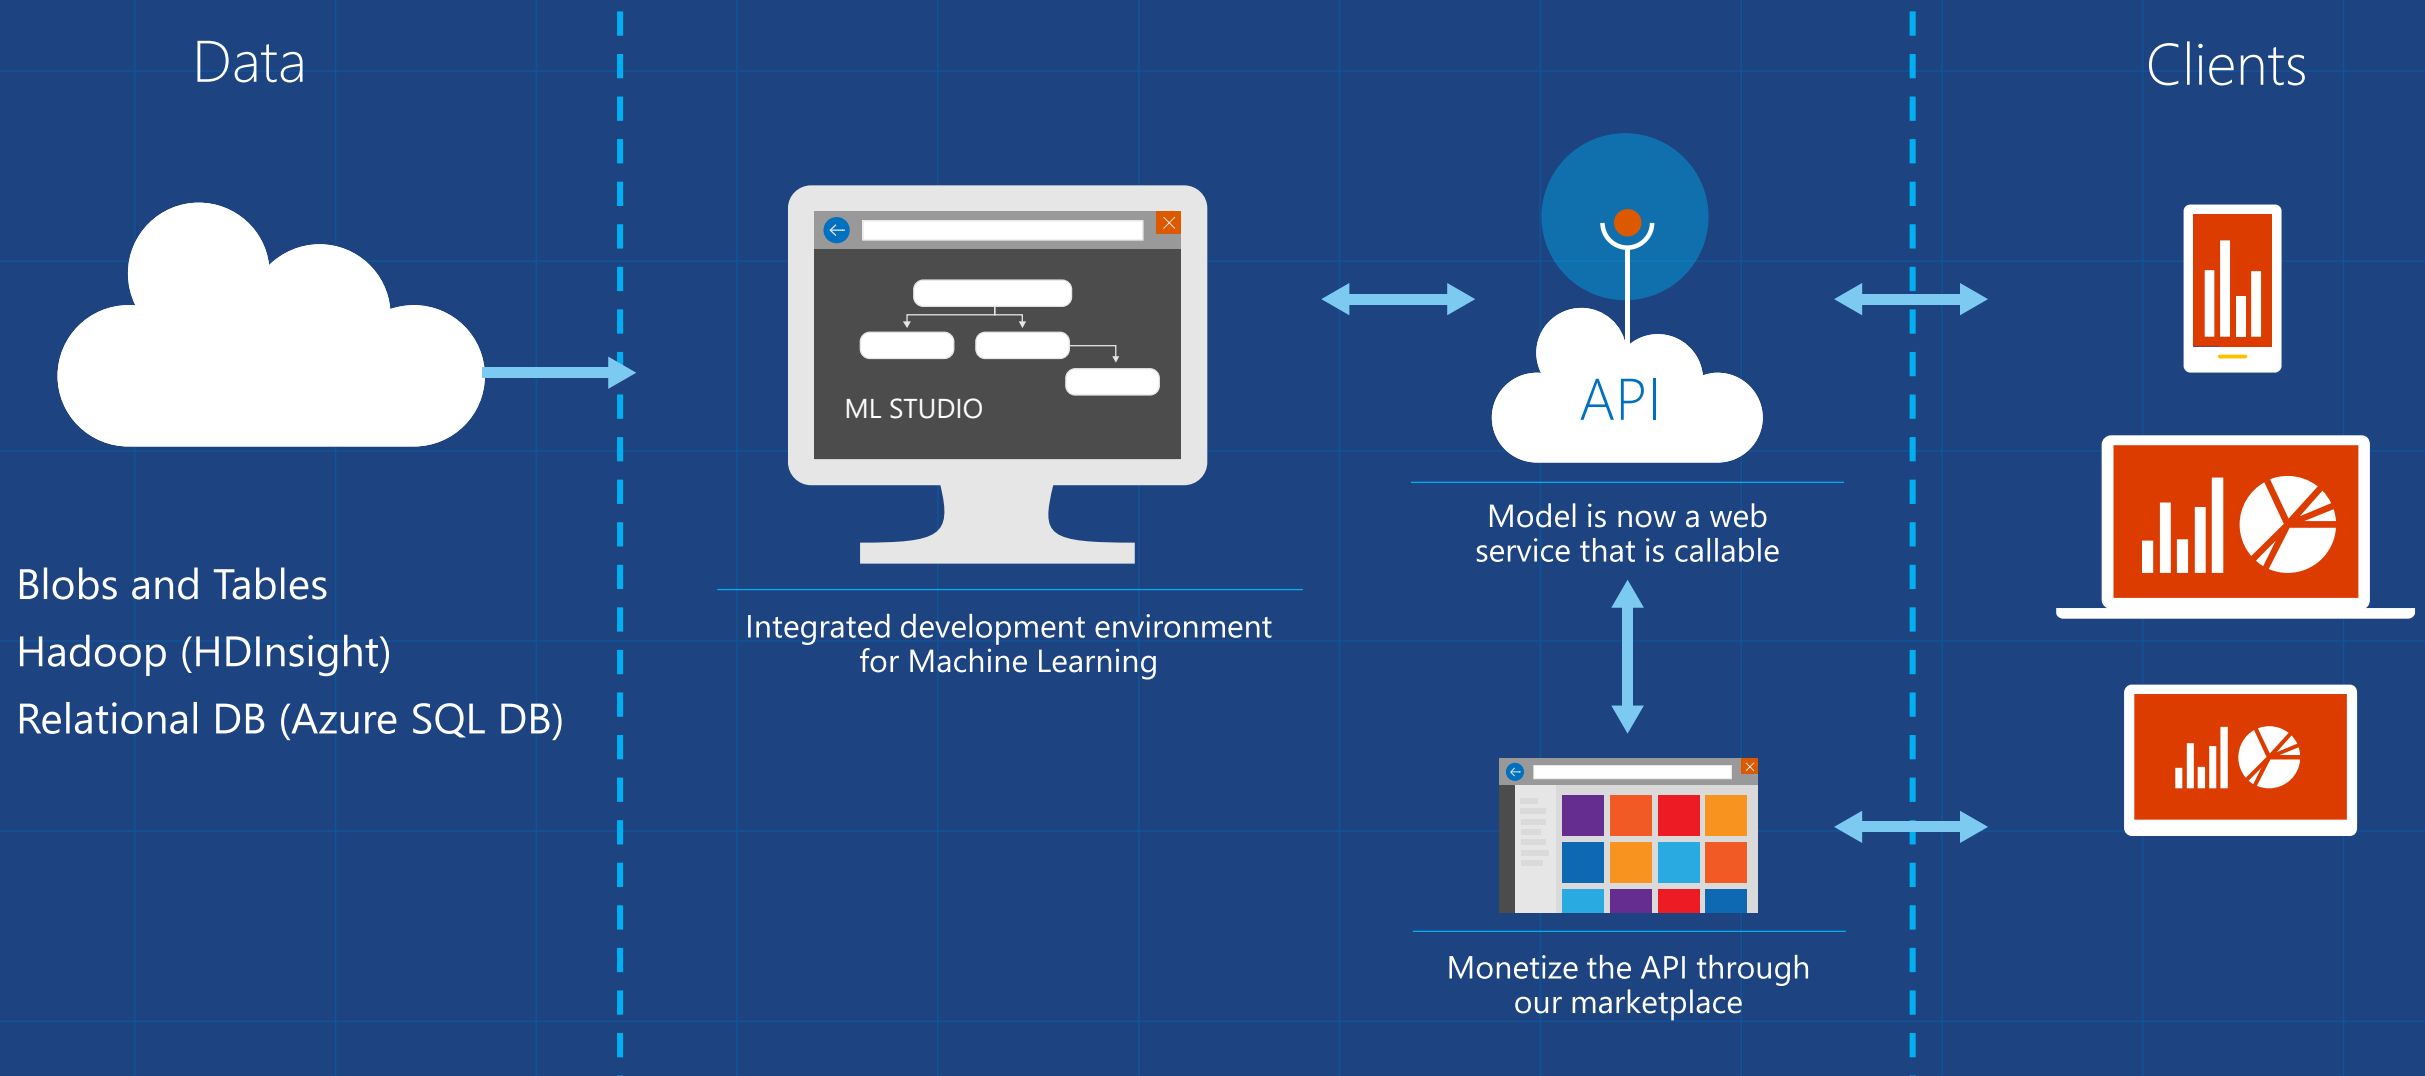 Data
Clients
ML STUDIO
API
Model is now a web
service that is callable
Blobs and Tables
Hadoop (HDInsight)
Relational DB (Azure SQL DB)
Integrated development environment
for Machine Learning
Monetize the API through
our marketplace